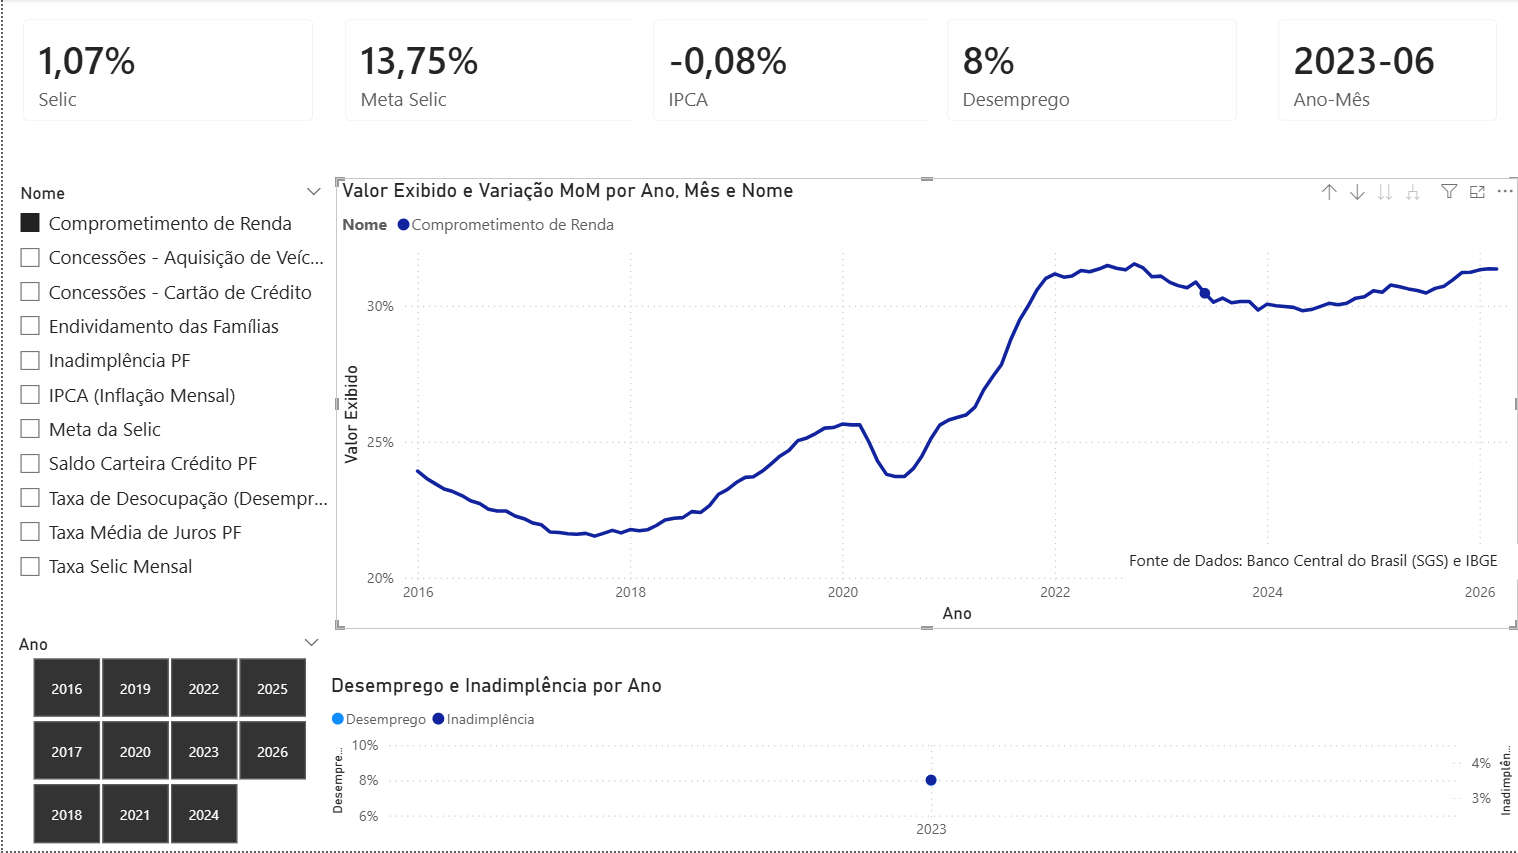 1,07%
Selic
13,75%
Meta Selic
-0,08%
IPCA
8%
Desemprego
2023-06
Ano-Mês
Nome
Comprometimento de Renda
Concessões - Aquisição de Veíc...
Concessões - Cartão de Crédito
Endividamento das Famílias
Inadimplência PF
IPCA (Inflação Mensal)
Meta da Selic
Saldo Carteira Crédito PF
Taxa de Desocupação (Desempr...
Taxa Média de Juros PF
Taxa Selic Mensal
Ano
2016 2019 2022 2025
2017 2020 2023 2026
2018 2021 2024
Valor Exibido e Variação MoM por Ano, Mês e Nome
Nome Comprometimento de Renda
Valor Exibido
30%
25%
20%
2016 2018 2020 2022 2024 2026
Ano
Fonte de Dados: Banco Central do Brasil (SGS) e IBGE
Desemprego e Inadimplência por Ano
Desemprego Inadimplência
Desempre...
10%
8%
6%
2023
4%
3%
Inadimplên...